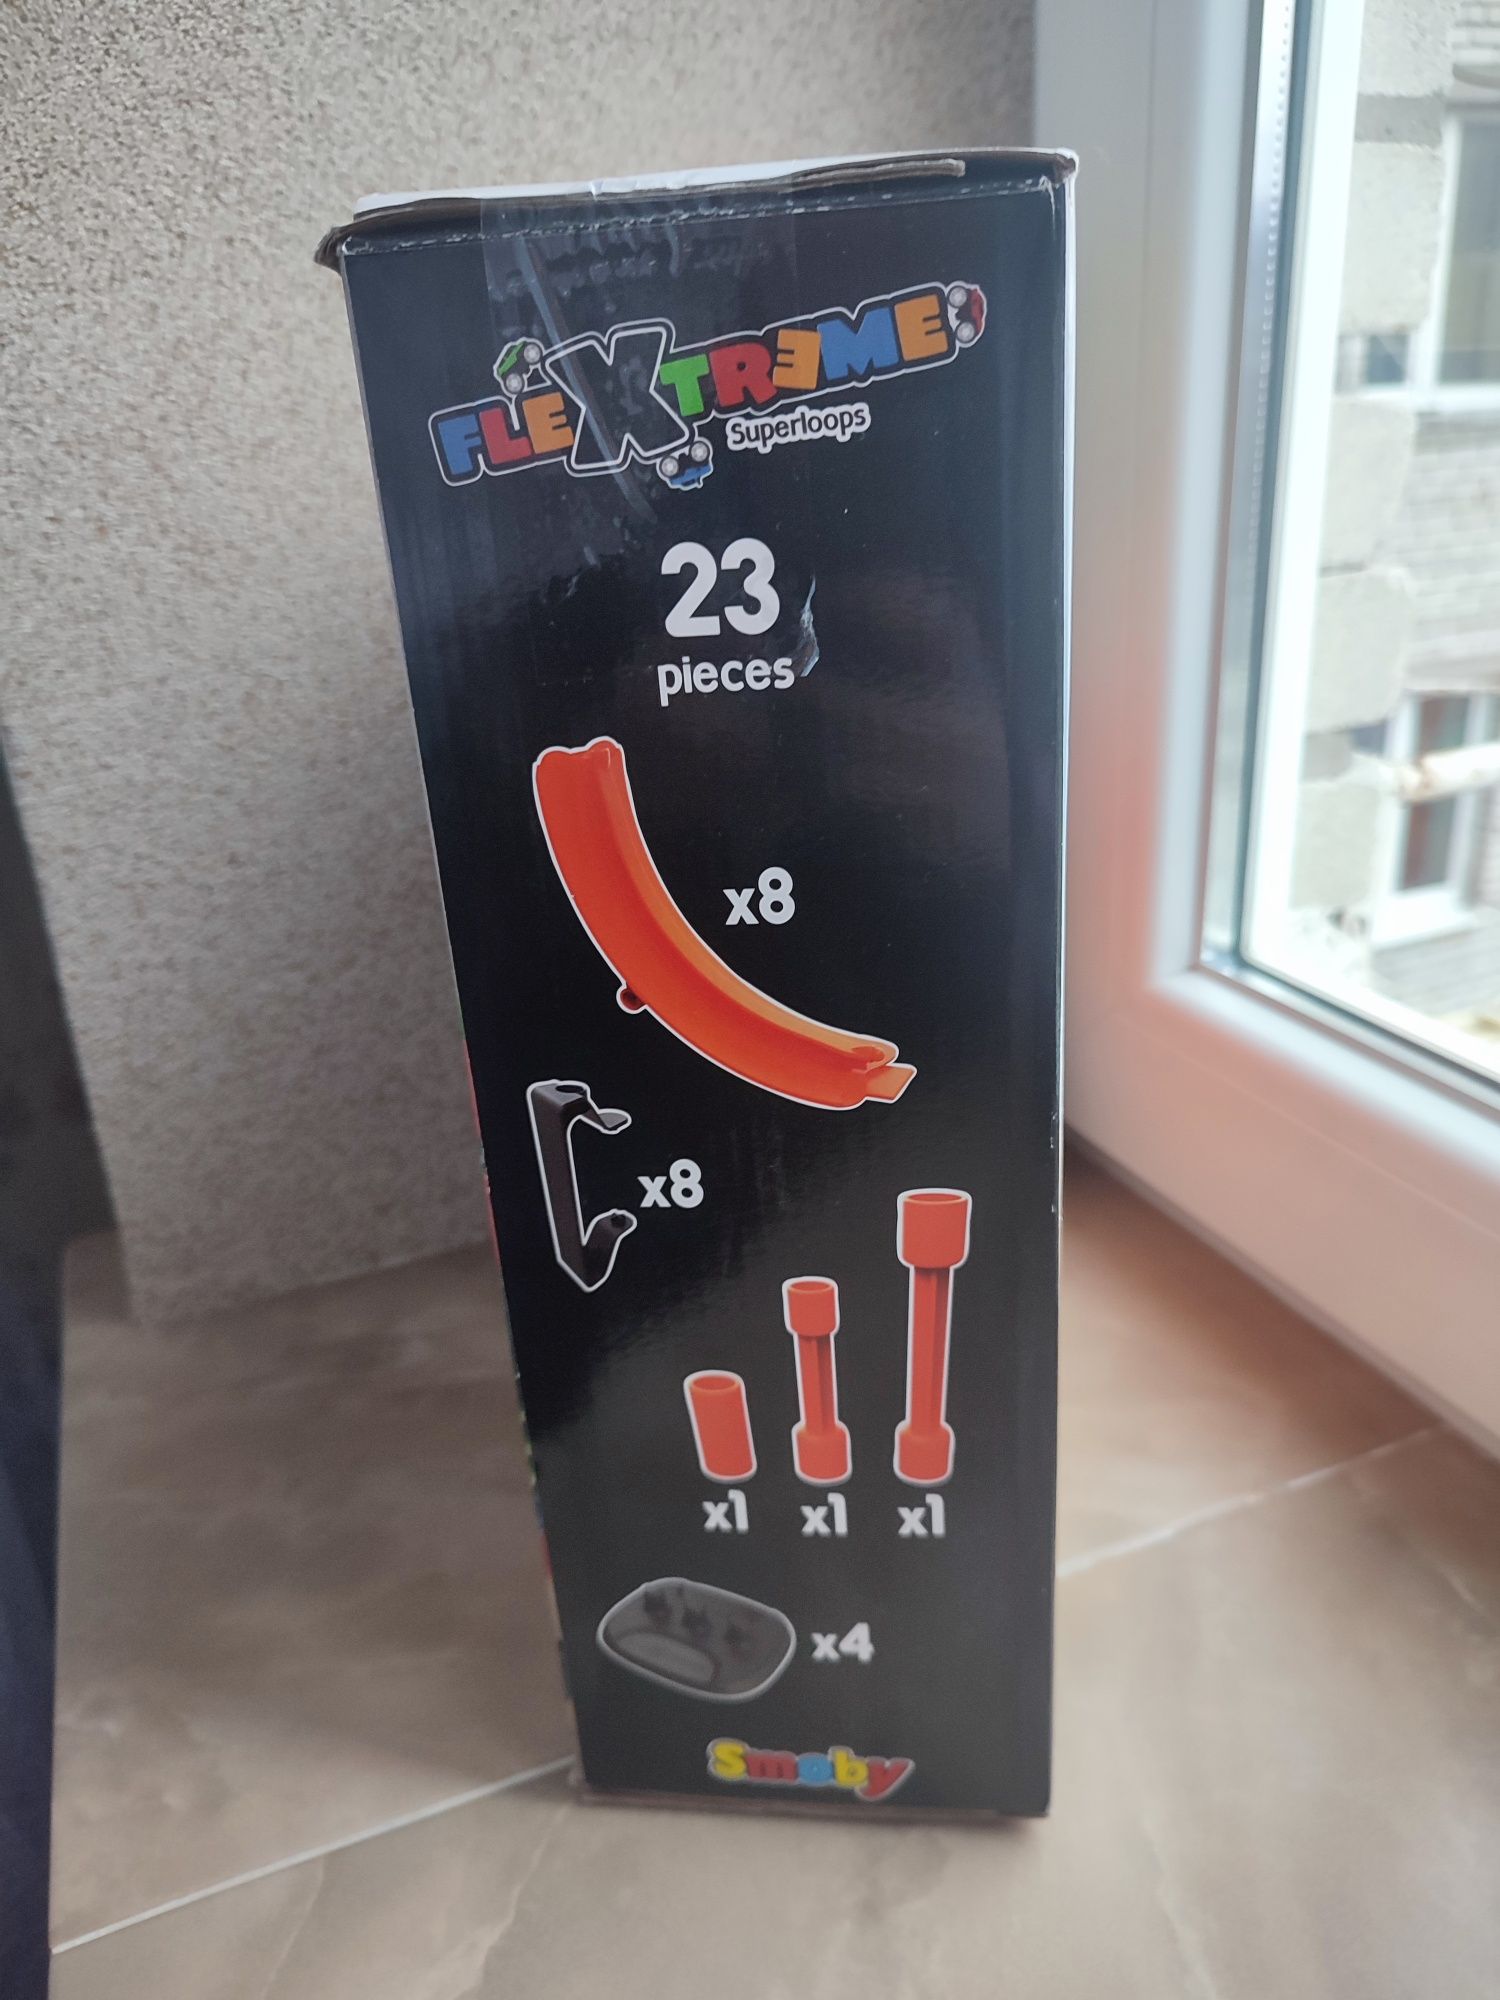 FLEXTREME
Superloops
23
pieces
x8
x8
x1 x1 x1
x4
Smoby